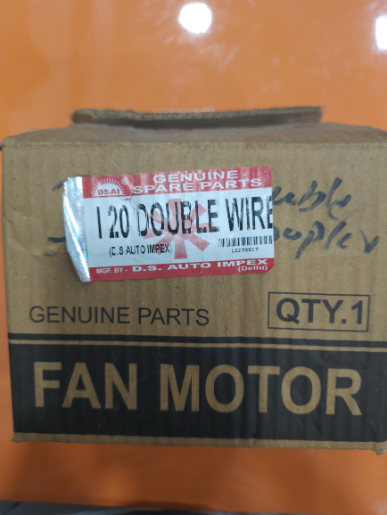 DSAI
GENUINE
SPARE PARTS
I 20 DOUBLE WIRE
(D.S AUTO IMPEX)
MGF. BY - D.S. AUTO IMPEX
(Delhi)
GENUINE PARTS
QTY.1
FAN MOTOR